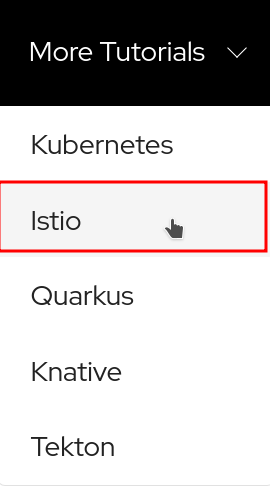 More Tutorials
Kubernetes
Istio
Quarkus
Knative
Tekton